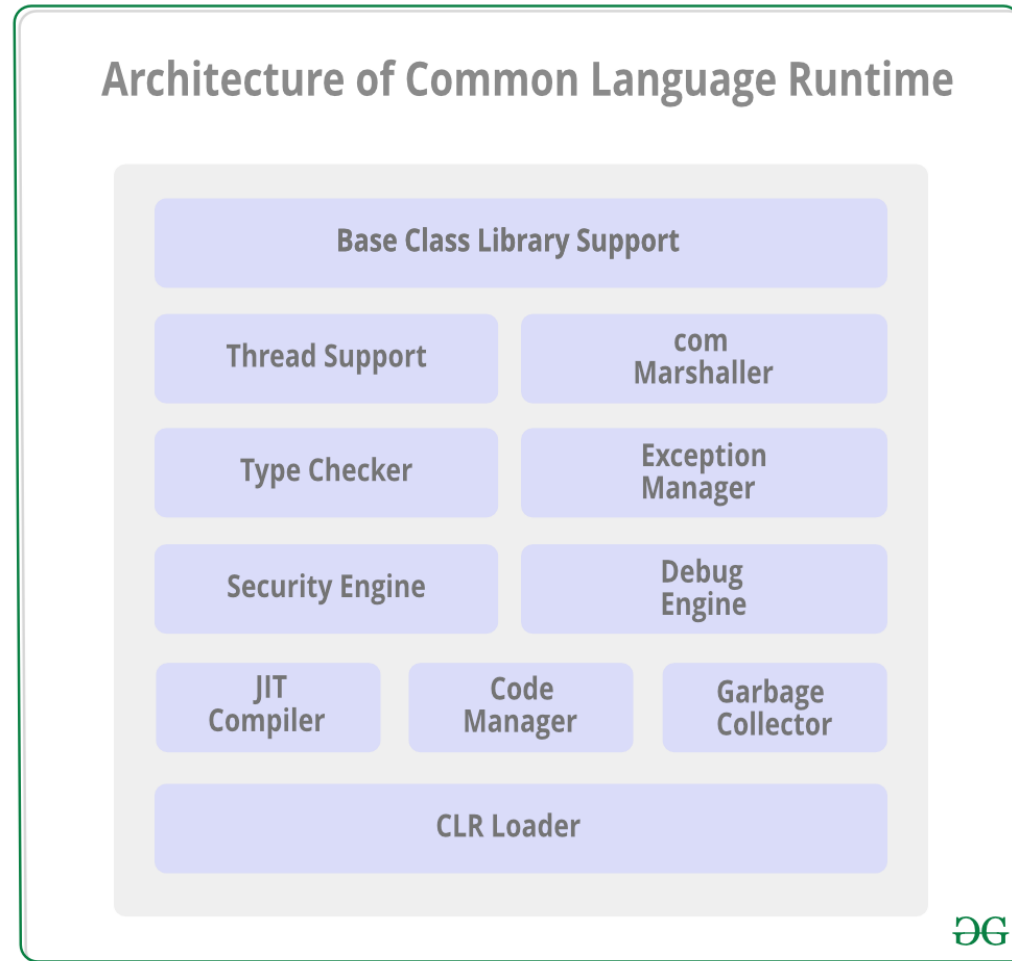 Architecture of Common Language Runtime
Base Class Library Support
Thread Support
com
Marshaller
Type Checker
Exception
Manager
Security Engine
Debug
Engine
JIT
Compiler
Code
Manager
Garbage
Collector
CLR Loader